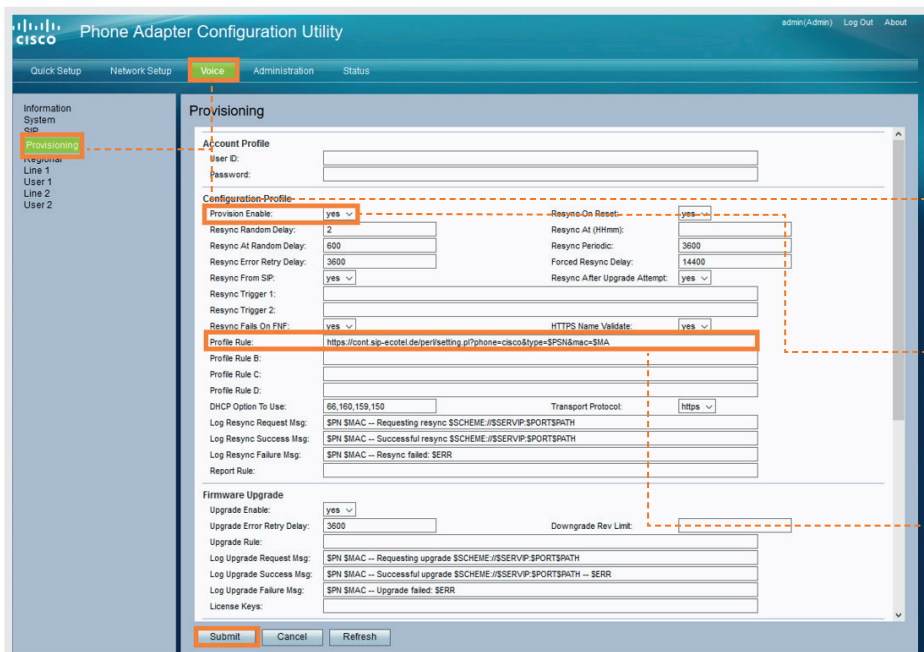 admin(Admin) Log Out About
CISCO Phone Adapter Configuration Utility
Quick Setup Network Setup Voice Administration Status
Information
System
SIP
Provisioning
Regional
Line 1
User 1
Line 2
User 2
Provisioning
Account Profile
User ID:
Password:
Configuration Profile
Provision Enable: yes Resync On Reset: yes
Resync Random Delay: 2 Resync At (HHmm):
Resync At Random Delay: 600 Resync Periodic: 3600
Resync Error Retry Delay: 3600 Forced Resync Delay: 14400
Resync From SIP: yes Resync After Upgrade Attempt: yes
Resync Trigger 1:
Resync Trigger 2:
Resync Fails On FNF: yes HTTPS Name Validate: yes
Profile Rule: https://cont.sip-ecotel.de/perl/setting.pl?phone=cisco&type=$PSN&mac=$MA
Profile Rule B:
Profile Rule C:
Profile Rule D:
DHCP Option To Use: 66,160,159,150 Transport Protocol: https
Log Resync Request Msg: $PN $MAC -- Requesting resync $SCHEME://$SERVIP:$PORT$PATH
Log Resync Success Msg: $PN $MAC -- Successful resync $SCHEME://$SERVIP:$PORT$PATH
Log Resync Failure Msg: $PN $MAC -- Resync failed: $ERR
Report Rule:
Firmware Upgrade
Upgrade Enable: yes
Upgrade Error Retry Delay: 3600 Downgrade Rev Limit:
Upgrade Rule:
Log Upgrade Request Msg: $PN $MAC -- Requesting upgrade $SCHEME://$SERVIP:$PORT$PATH
Log Upgrade Success Msg: $PN $MAC -- Successful upgrade $SCHEME://$SERVIP:$PORT$PATH -- $ERR
Log Upgrade Failure Msg: $PN $MAC -- Upgrade failed: $ERR
License Keys:
Submit Cancel Refresh